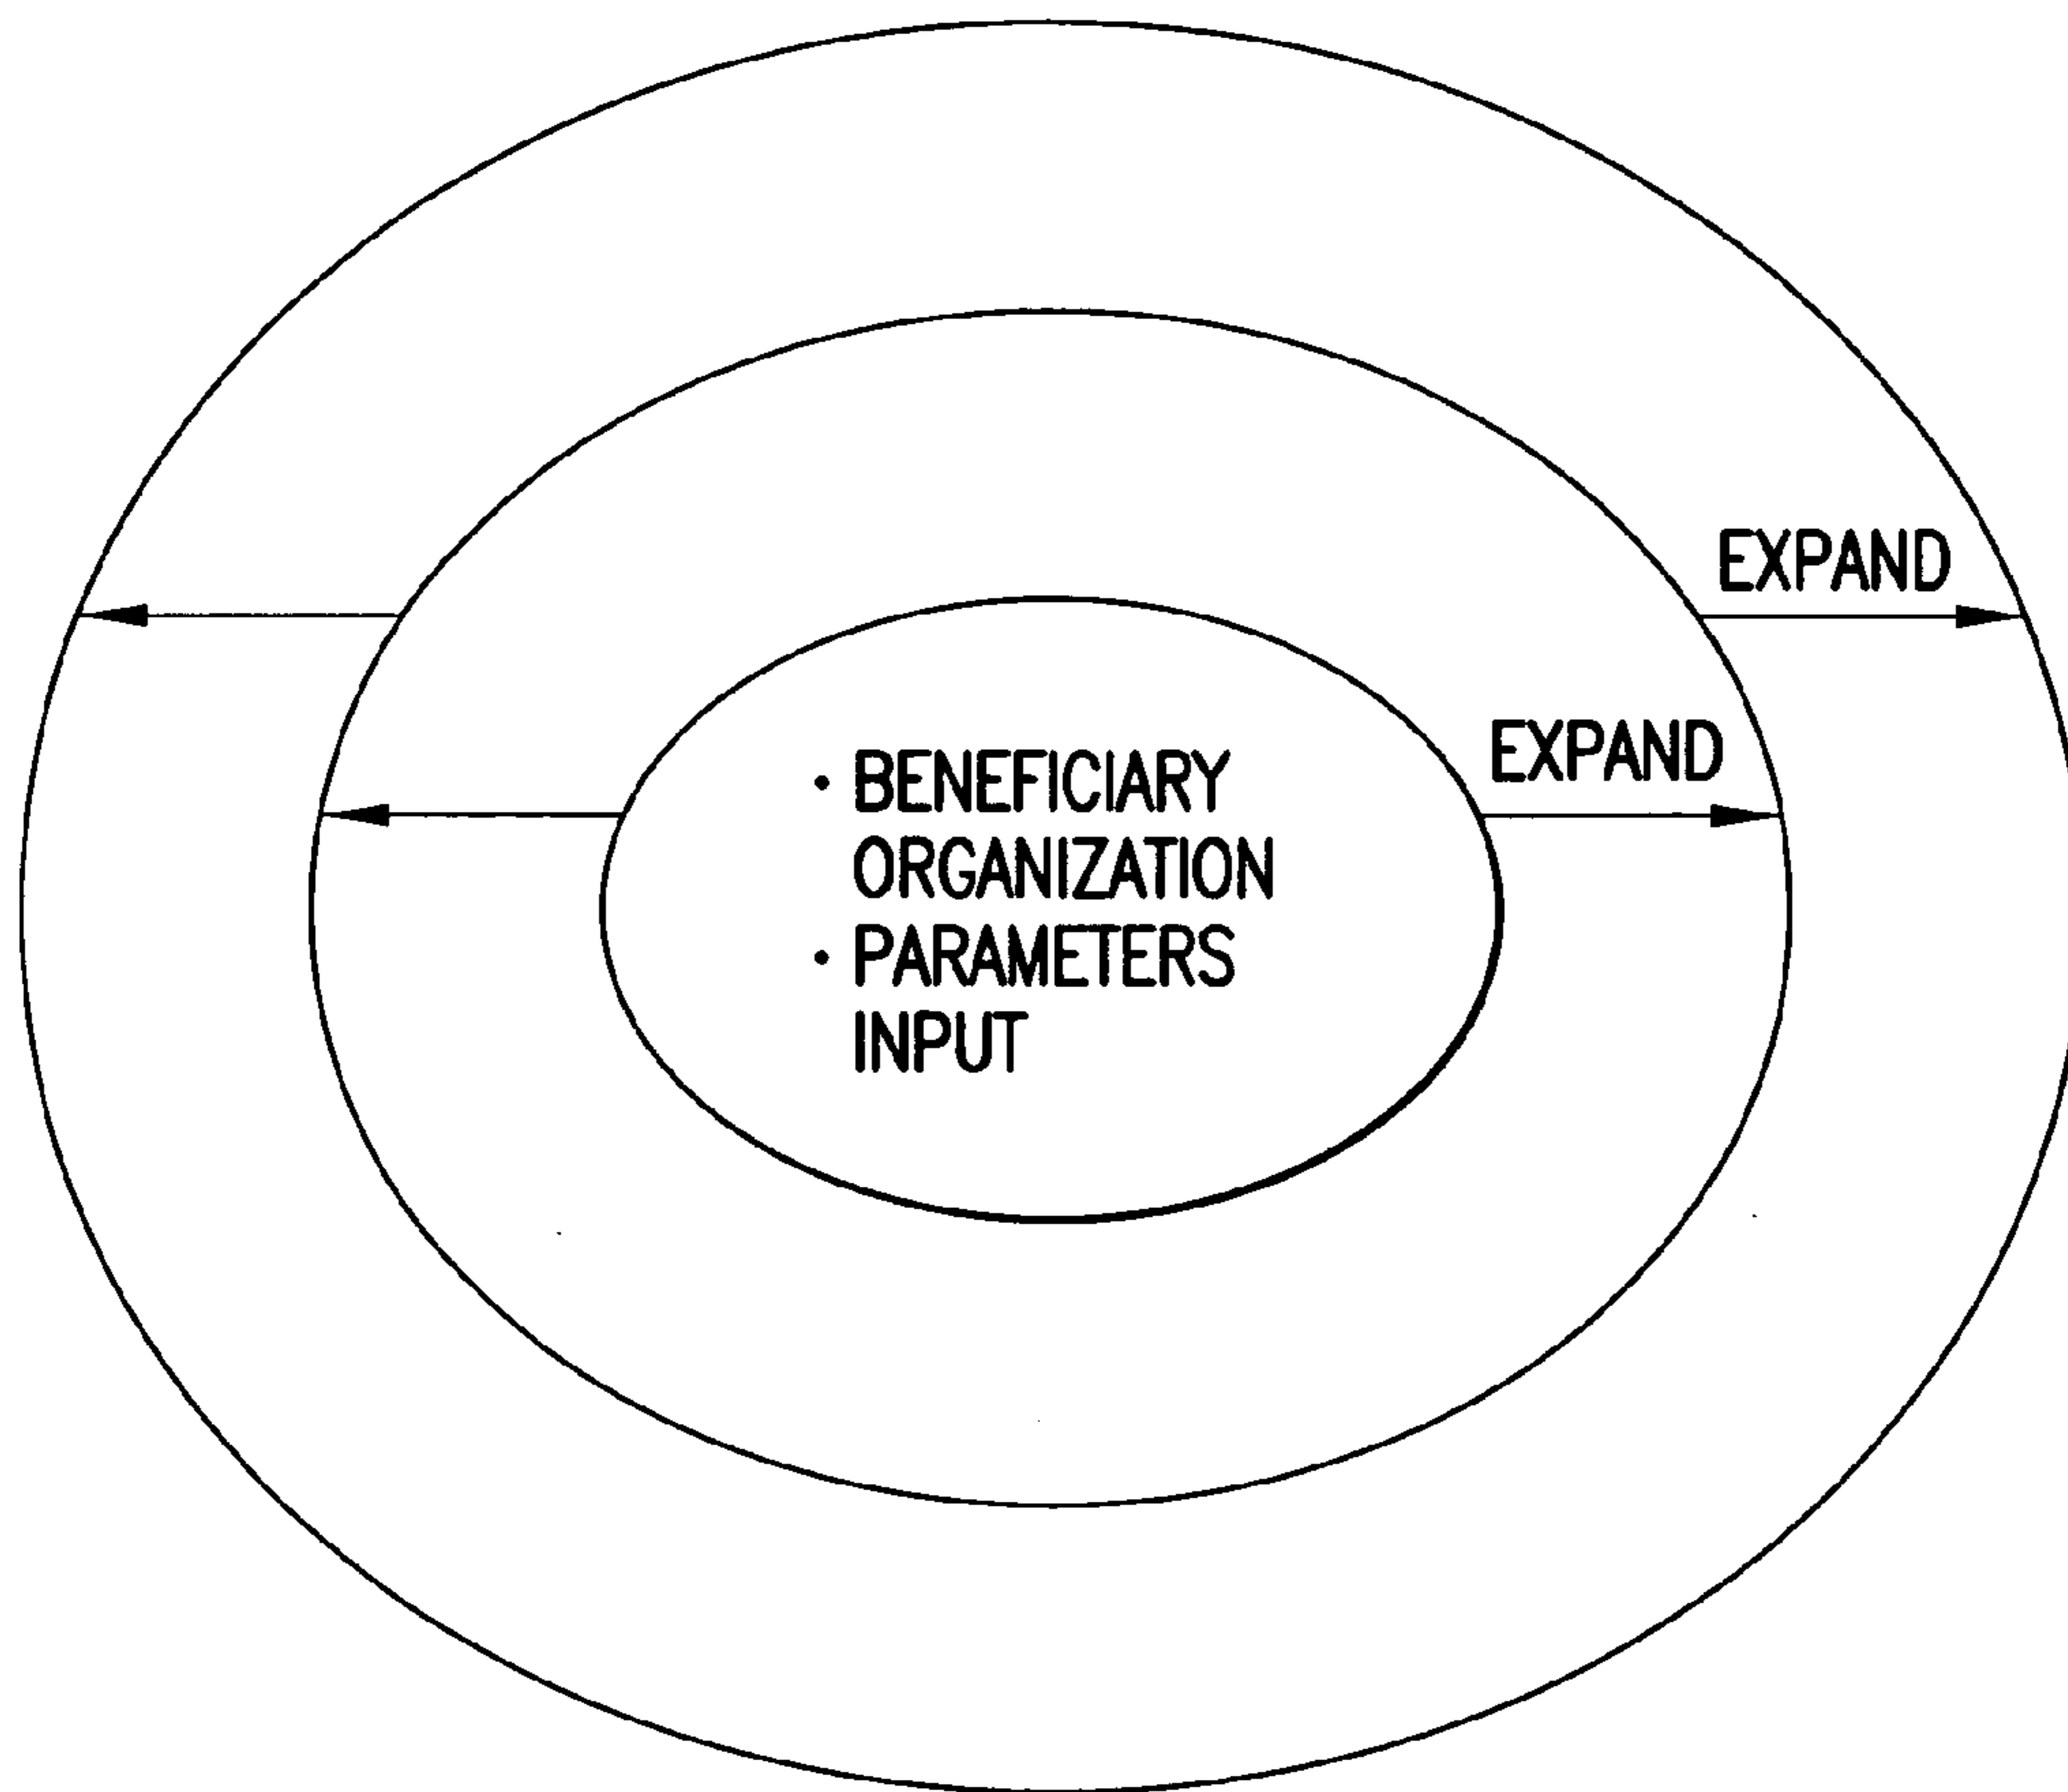 EXPAND
EXPAND
• BENEFICIARY
ORGANIZATION
• PARAMETERS
INPUT